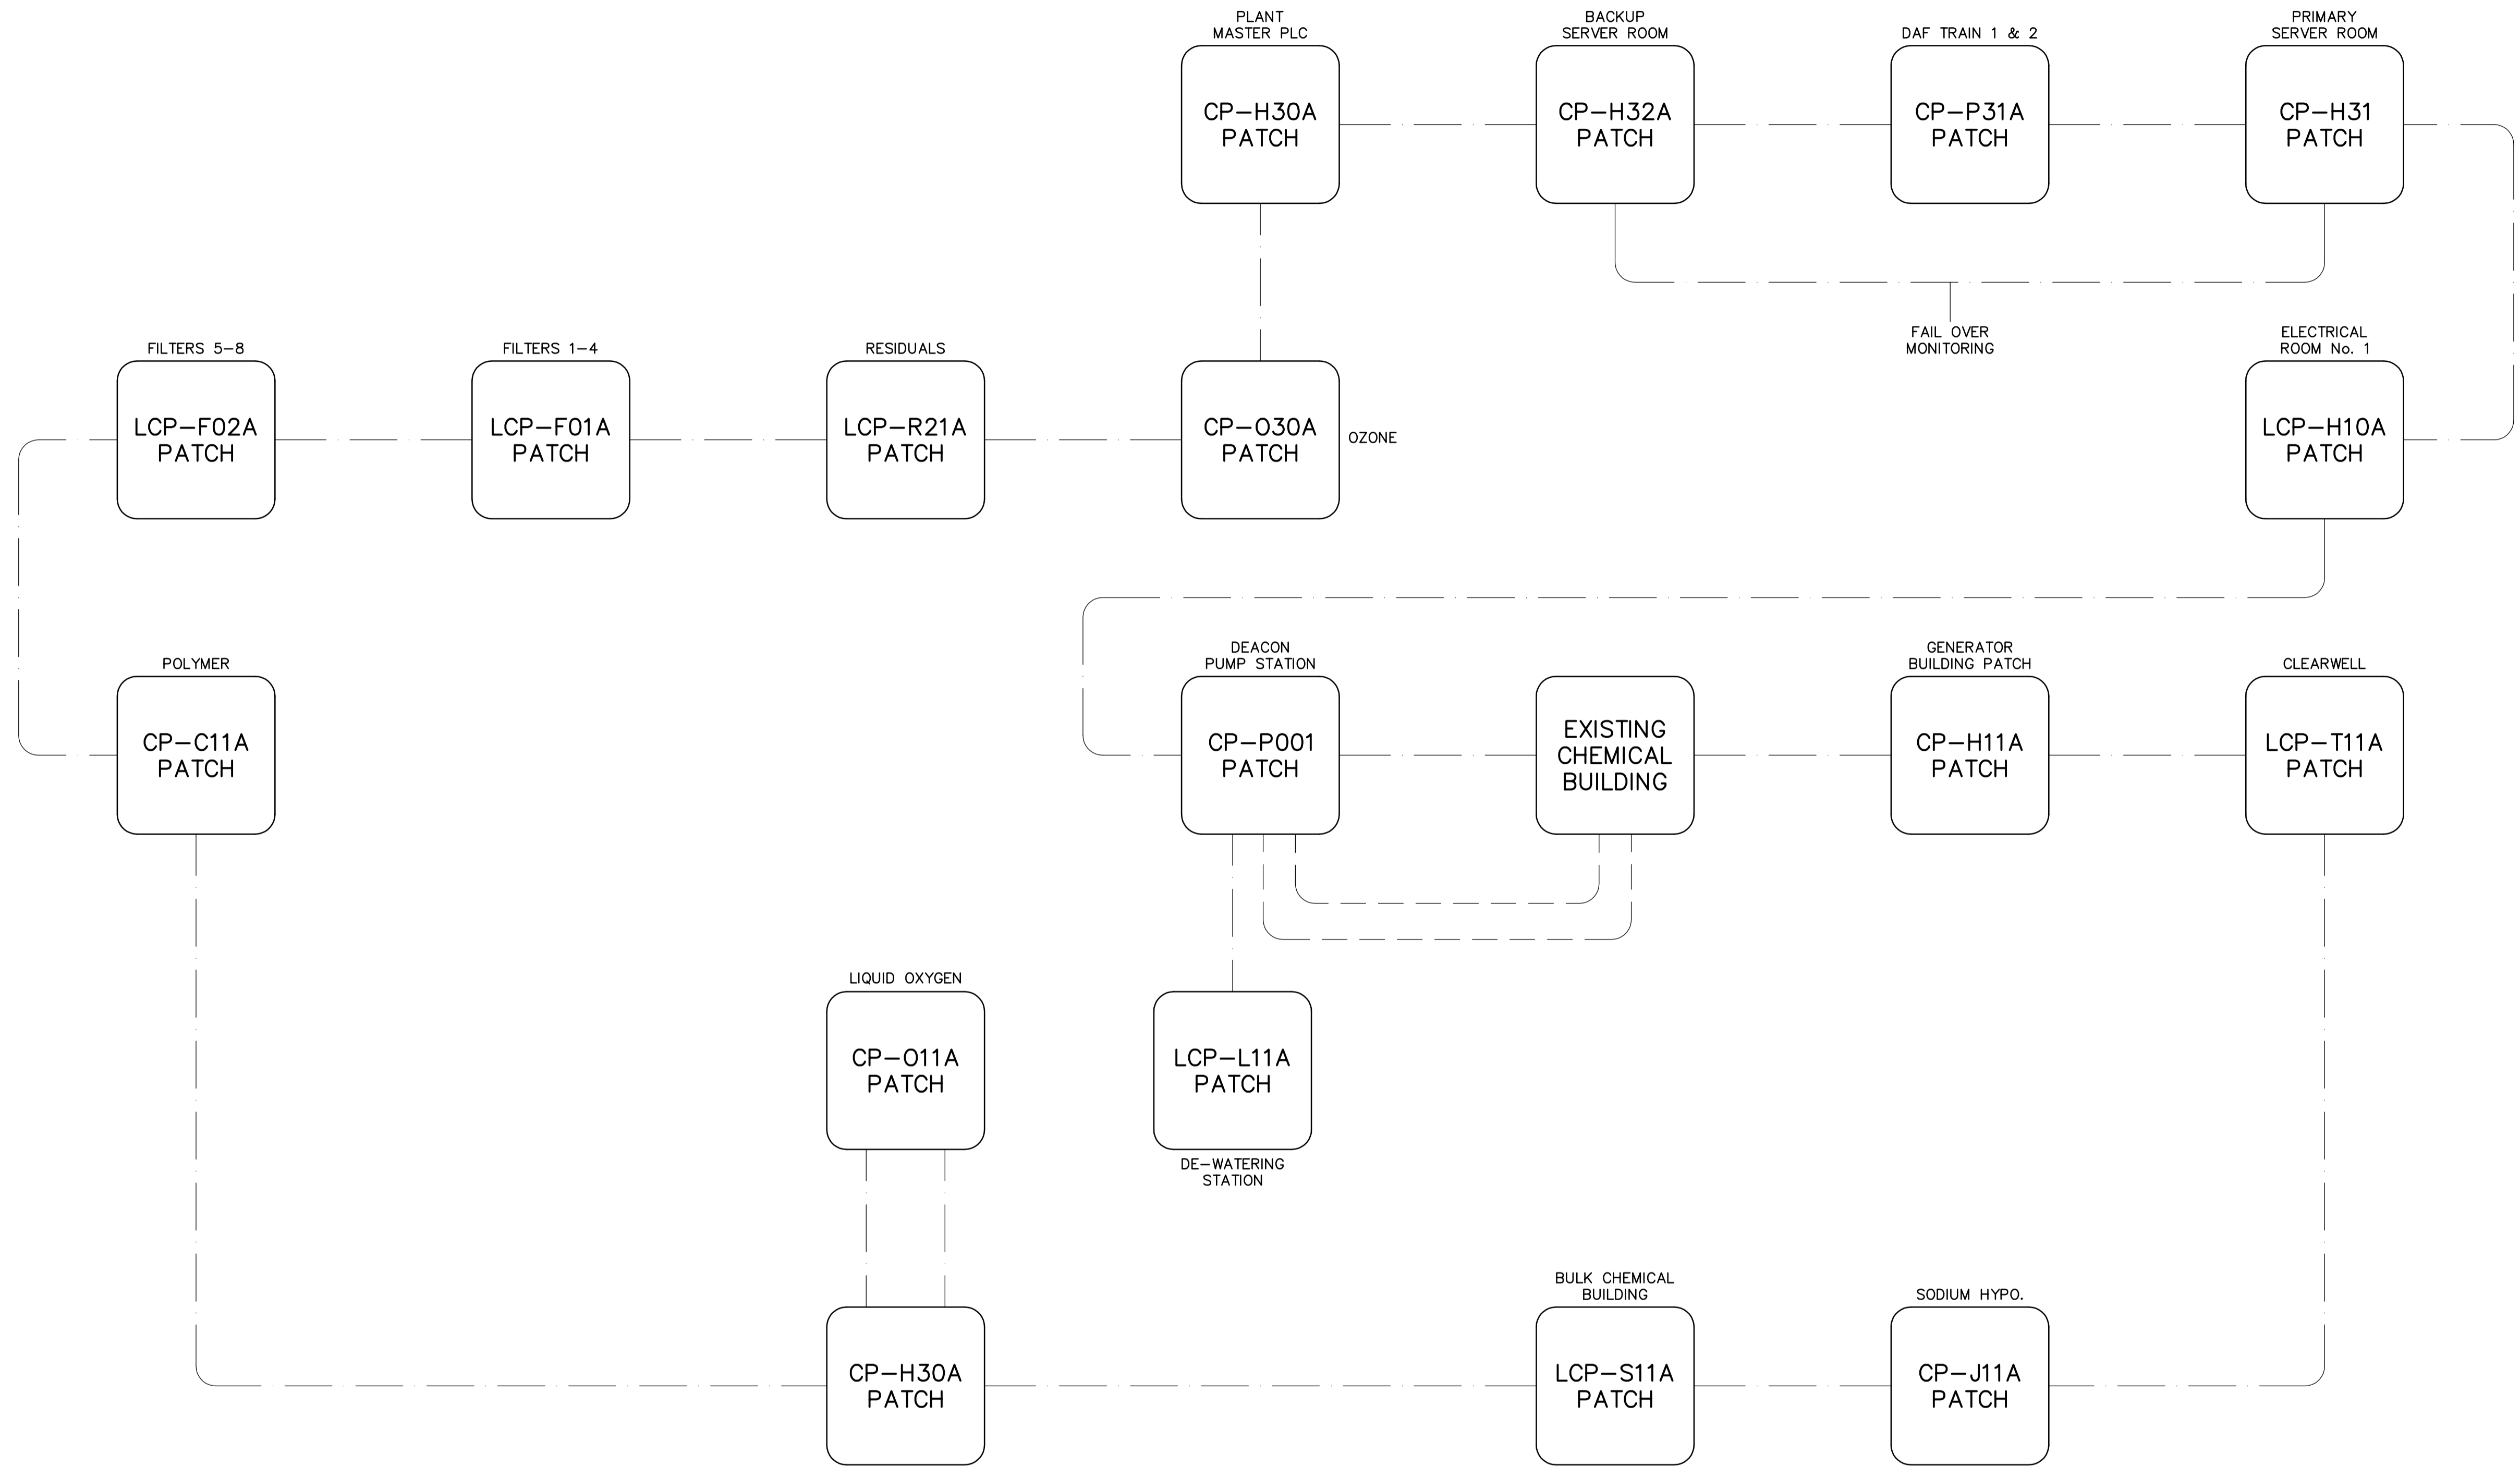 PLANT
MASTER PLC
CP-H30A
PATCH
BACKUP
SERVER ROOM
CP-H32A
PATCH
DAF TRAIN 1 & 2
CP-P31A
PATCH
PRIMARY
SERVER ROOM
CP-H31
PATCH
FAIL OVER
MONITORING
FILTERS 5-8
LCP-F02A
PATCH
FILTERS 1-4
LCP-F01A
PATCH
RESIDUALS
LCP-R21A
PATCH
CP-O30A
PATCH
OZONE
ELECTRICAL
ROOM No. 1
LCP-H10A
PATCH
POLYMER
CP-C11A
PATCH
DEACON
PUMP STATION
CP-P001
PATCH
EXISTING
CHEMICAL
BUILDING
GENERATOR
BUILDING PATCH
CP-H11A
PATCH
CLEARWELL
LCP-T11A
PATCH
LIQUID OXYGEN
CP-O11A
PATCH
LCP-L11A
PATCH
DE-WATERING
STATION
CP-H30A
PATCH
BULK CHEMICAL
BUILDING
LCP-S11A
PATCH
SODIUM HYPO.
CP-J11A
PATCH